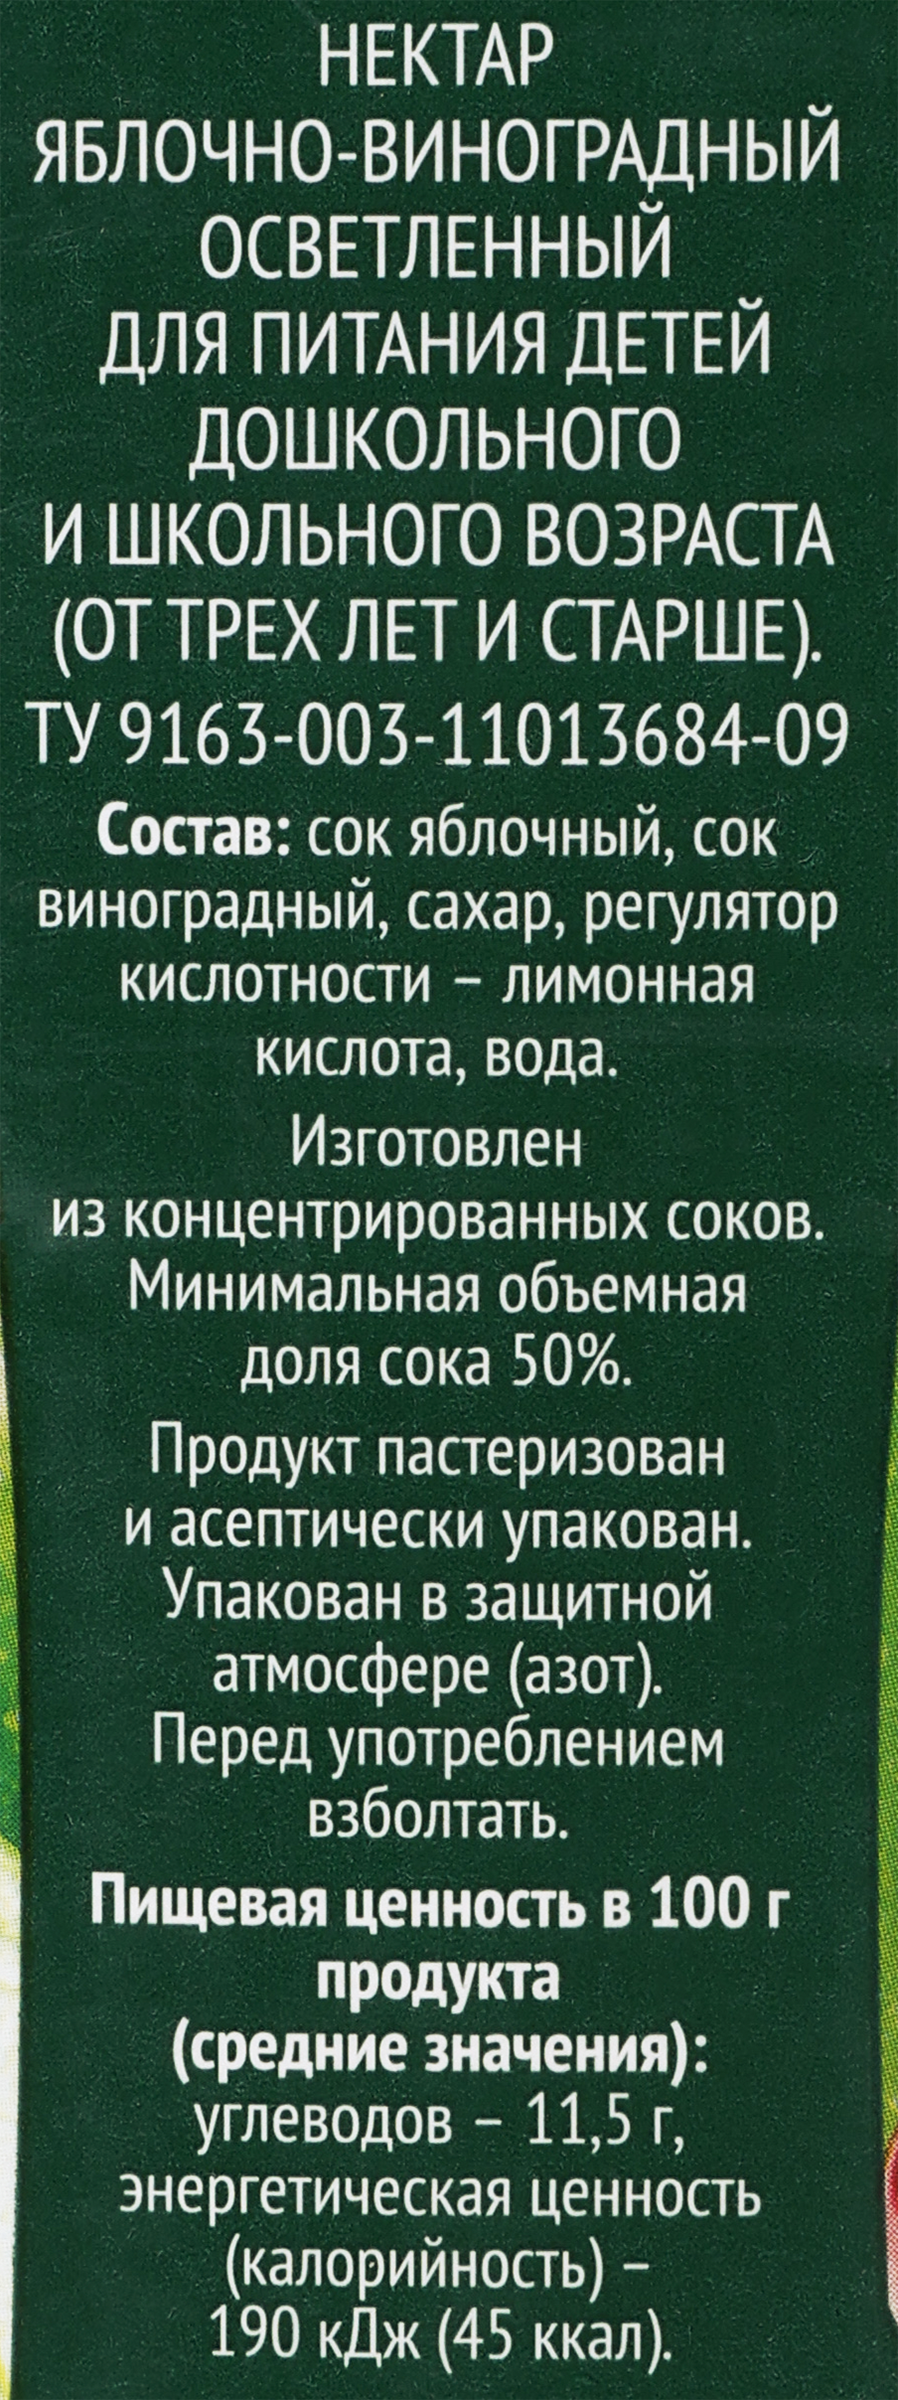 НЕКТАР
ЯБЛОЧНО-ВИНОГРАДНЫЙ
ОСВЕТЛЕННЫЙ
ДЛЯ ПИТАНИЯ ДЕТЕЙ
ДОШКОЛЬНОГО
И ШКОЛЬНОГО ВОЗРАСТА
(ОТ ТРЕХ ЛЕТ И СТАРШЕ).
ТУ 9163-003-11013684-09
Состав: сок яблочный, сок
виноградный, сахар, регулятор
кислотности – лимонная
кислота, вода.
Изготовлен
из концентрированных соков.
Минимальная объемная
доля сока 50%.
Продукт пастеризован
и асептически упакован.
Упакован в защитной
атмосфере (азот).
Перед употреблением
взболтать.
Пищевая ценность в 100 г
продукта
(средние значения):
углеводов – 11,5 г,
энергетическая ценность
(калорийность) –
190 кДж (45 ккал).